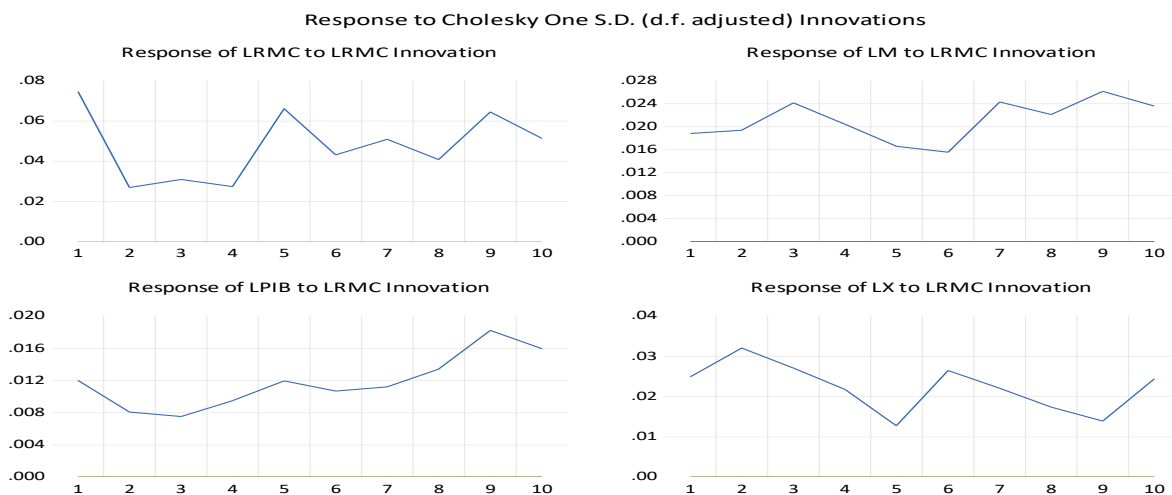 Response to Cholesky One S.D. (d.f. adjusted) Innovations
Response of LRMC to LRMC Innovation
.08
.06
.04
.02
.00
1 2 3 4 5 6 7 8 9 10
Response of LM to LRMC Innovation
.028
.024
.020
.016
.012
.008
.004
.000
1 2 3 4 5 6 7 8 9 10
Response of LPIB to LRMC Innovation
.020
.016
.012
.008
.004
.000
1 2 3 4 5 6 7 8 9 10
Response of LX to LRMC Innovation
.04
.03
.02
.01
.00
1 2 3 4 5 6 7 8 9 10